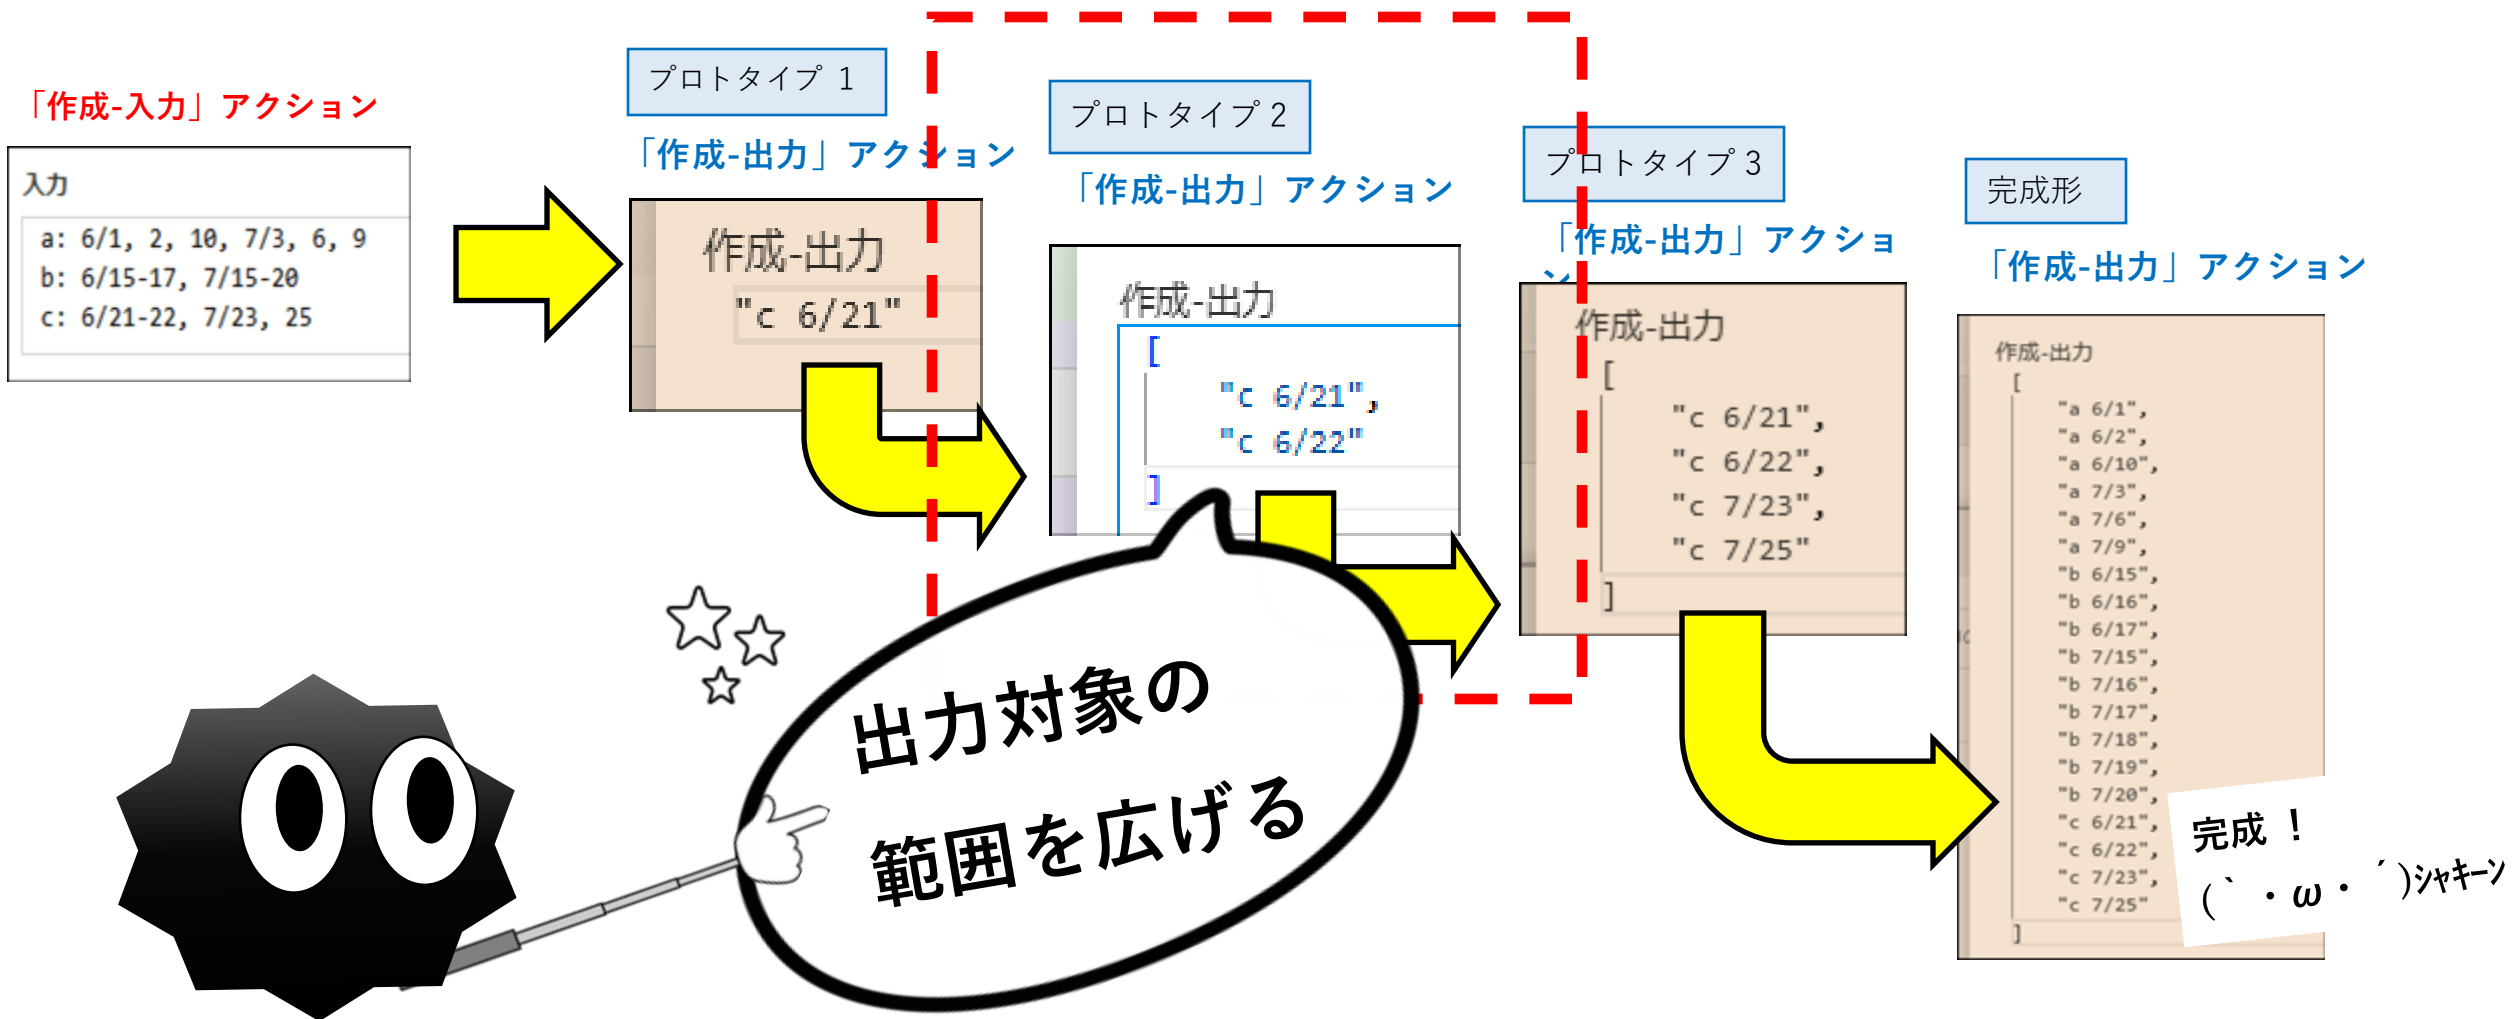 「作成-入力」アクション
入力
a: 6/1, 2, 10, 7/3, 6, 9
b: 6/15-17, 7/15-20
c: 6/21-22, 7/23, 25
プロトタイプ 1
「作成-出力」アクション
作成-出力
"c 6/21"
プロトタイプ 2
「作成-出力」アクション
作成-出力
[
"c 6/21",
"c 6/22"
]
プロトタイプ 3
「作成-出力」アクション
作成-出力
[
"c 6/21",
"c 6/22",
"c 7/23",
"c 7/25"
]
完成形
「作成-出力」アクション
作成-出力
[
"a 6/1",
"a 6/2",
"a 6/10",
"a 7/3",
"a 7/6",
"a 7/9",
"b 6/15",
"b 6/16",
"b 6/17",
"b 7/15",
"b 7/16",
"b 7/17",
"b 7/18",
"b 7/19",
"b 7/20",
"c 6/21",
"c 6/22",
"c 7/23",
"c 7/25"
]
完成！
(｀・ω・´)ｼｬｷｰﾝ
出力対象の
範囲を広げる